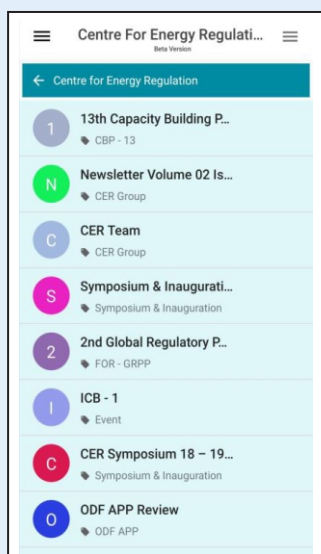 Centre For Energy Regulati...
Beta Version
Centre for Energy Regulation
1
13th Capacity Building P...
CBP - 13
N
Newsletter Volume 02 Is...
CER Group
C
CER Team
CER Group
S
Symposium & Inaugurati...
Symposium & Inauguration
2
2nd Global Regulatory P...
FOR - GRPP
I
ICB - 1
Event
C
CER Symposium 18 – 19...
Symposium & Inauguration
O
ODF APP Review
ODF APP